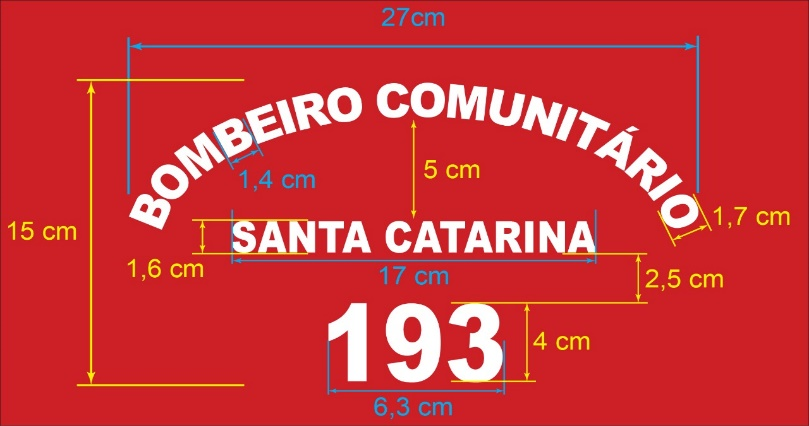 27cm
BOMBEIRO COMUNITÁRIO
1,4 cm
5 cm
1,7 cm
15 cm
SANTA CATARINA
1,6 cm
17 cm
2,5 cm
193
4 cm
6,3 cm